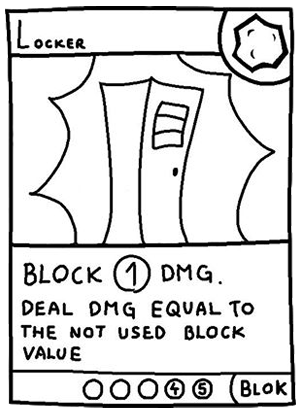 LOCKER
BLOCK 1 DMG.
DEAL DMG EQUAL TO
THE NOT USED BLOCK
VALUE
4 5 BLOK